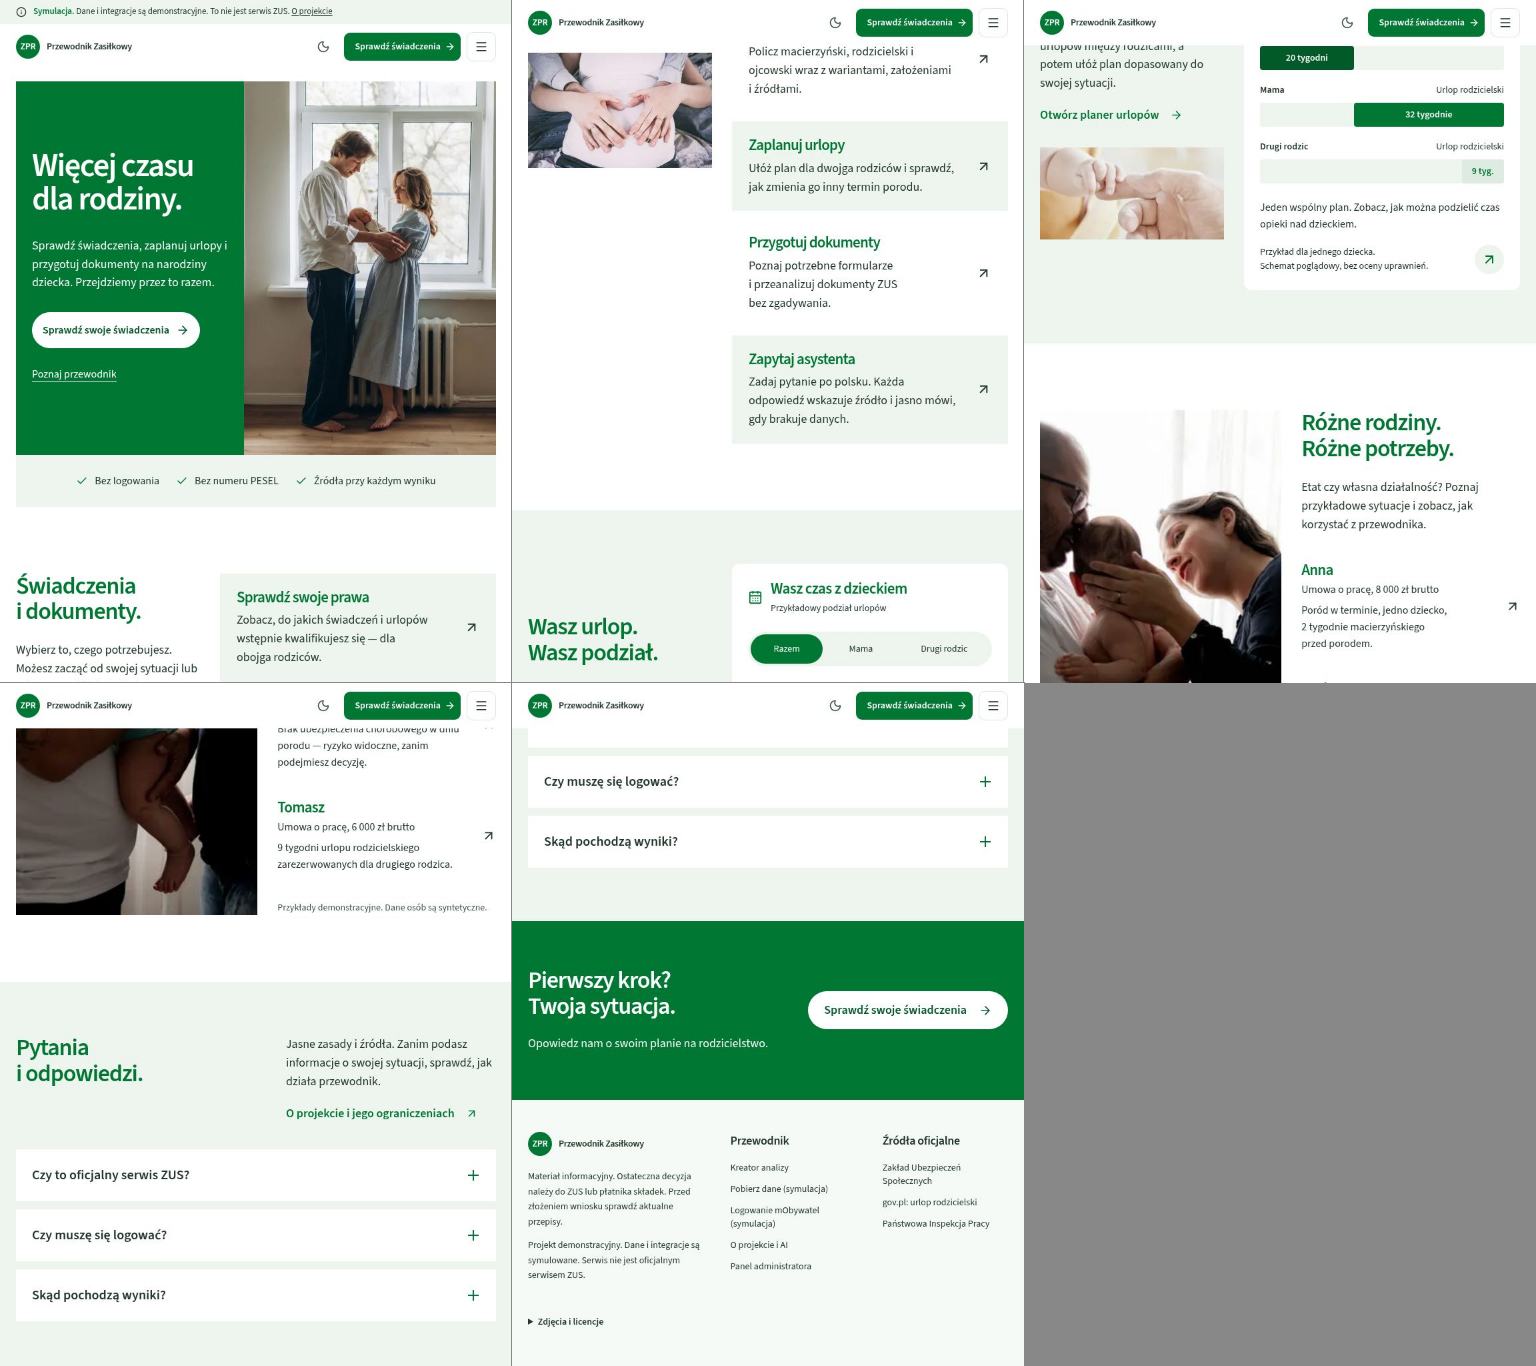 Symulacja. Dane i integracje są demonstracyjne. To nie jest serwis ZUS. O projekcie
ZPR Przewodnik Zasiłkowy
Sprawdź świadczenia
Więcej czasu
dla rodziny.
Sprawdź świadczenia, zaplanuj urlopy i
przygotuj dokumenty na narodziny
dziecka. Przejdziemy przez to razem.
Sprawdź swoje świadczenia
Poznaj przewodnik
Bez logowania
Bez numeru PESEL
Źródła przy każdym wyniku
Świadczenia
i dokumenty.
Wybierz to, czego potrzebujesz.
Możesz zacząć od swojej sytuacji lub
Sprawdź swoje prawa
Zobacz, do jakich świadczeń i urlopów
wstępnie kwalifikujesz się — dla
obojga rodziców.
ZPR Przewodnik Zasiłkowy
Sprawdź świadczenia
Policz macierzyński, rodzicielski i
ojcowski wraz z wariantami, założeniami
i źródłami.
Zaplanuj urlopy
Ułóż plan dla dwojga rodziców i sprawdź,
jak zmienia go inny termin porodu.
Przygotuj dokumenty
Poznaj potrzebne formularze
i przeanalizuj dokumenty ZUS
bez zgadywania.
Zapytaj asystenta
Zadaj pytanie po polsku. Każda
odpowiedź wskazuje źródło i jasno mówi,
gdy brakuje danych.
Wasz urlop.
Wasz podział.
Wasz czas z dzieckiem
Przykładowy podział urlopów
Razem
Mama
Drugi rodzic
ZPR Przewodnik Zasiłkowy
Sprawdź świadczenia
urlopów między rodzicami, a
potem ułóż plan dopasowany do
swojej sytuacji.
Otwórz planer urlopów
20 tygodni
Mama
Urlop rodzicielski
32 tygodnie
Drugi rodzic
Urlop rodzicielski
9 tyg.
Jeden wspólny plan. Zobacz, jak można podzielić czas
opieki nad dzieckiem.
Przykład dla jednego dziecka.
Schemat poglądowy, bez oceny uprawnień.
Różne rodziny.
Różne potrzeby.
Etat czy własna działalność? Poznaj
przykładowe sytuacje i zobacz, jak
korzystać z przewodnika.
Anna
Umowa o pracę, 8 000 zł brutto
Poród w terminie, jedno dziecko,
2 tygodnie macierzyńskiego
przed porodem.
ZPR Przewodnik Zasiłkowy
Sprawdź świadczenia
Brak ubezpieczenia chorobowego w dniu
porodu — ryzyko widoczne, zanim
podejmiesz decyzję.
Tomasz
Umowa o pracę, 6 000 zł brutto
9 tygodni urlopu rodzicielskiego
zarezerwowanych dla drugiego rodzica.
Przykłady demonstracyjne. Dane osób są syntetyczne.
Pytania
i odpowiedzi.
Jasne zasady i źródła. Zanim podasz
informacje o swojej sytuacji, sprawdź, jak
działa przewodnik.
O projekcie i jego ograniczeniach
Czy to oficjalny serwis ZUS?
Czy muszę się logować?
Skąd pochodzą wyniki?
ZPR Przewodnik Zasiłkowy
Sprawdź świadczenia
Czy muszę się logować?
Skąd pochodzą wyniki?
Pierwszy krok?
Twoja sytuacja.
Opowiedz nam o swoim planie na rodzicielstwo.
Sprawdź swoje świadczenia
ZPR Przewodnik Zasiłkowy
Materiał informacyjny. Ostateczna decyzja
należy do ZUS lub płatnika składek. Przed
złożeniem wniosku sprawdź aktualne
przepisy.
Projekt demonstracyjny. Dane i integracje są
symulowane. Serwis nie jest oficjalnym
serwisem ZUS.
Zdjęcia i licencje
Przewodnik
Kreator analizy
Pobierz dane (symulacja)
Logowanie mObywatel
(symulacja)
O projekcie i AI
Panel administratora
Źródła oficjalne
Zakład Ubezpieczeń
Społecznych
gov.pl: urlop rodzicielski
Państwowa Inspekcja Pracy